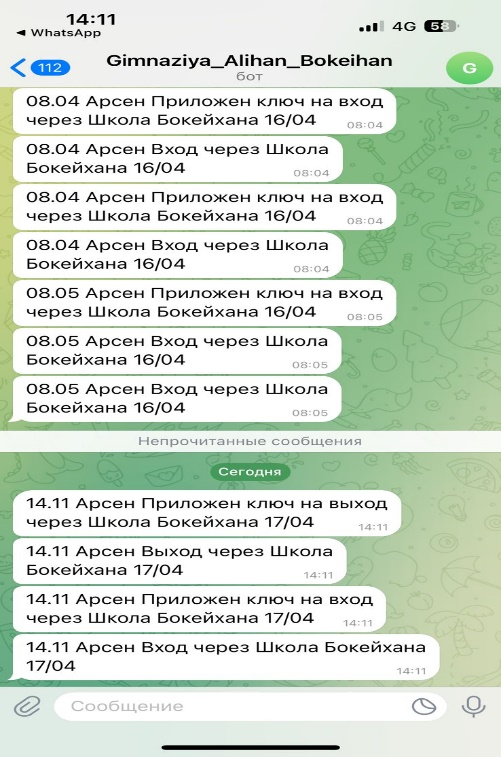 14:11
4G 58
◄ WhatsApp
112
Gimnaziya_Alihan_Bokeihan
бот
G
08.04 Арсен Приложен ключ на вход
через Школа Бокейхана 16/04
08:04
08.04 Арсен Вход через Школа
Бокейхана 16/04
08:04
08.04 Арсен Приложен ключ на вход
через Школа Бокейхана 16/04
08:04
08.04 Арсен Вход через Школа
Бокейхана 16/04
08:04
08.05 Арсен Приложен ключ на вход
через Школа Бокейхана 16/04
08:05
08.05 Арсен Вход через Школа
Бокейхана 16/04
08:05
08.05 Арсен Вход через Школа
Бокейхана 16/04
08:05
Непрочитанные сообщения
Сегодня
14.11 Арсен Приложен ключ на выход
через Школа Бокейхана 17/04
14:11
14.11 Арсен Выход через Школа
Бокейхана 17/04
14:11
14.11 Арсен Приложен ключ на вход
через Школа Бокейхана 17/04
14:11
14.11 Арсен Вход через Школа Бокейхана
17/04
14:11
Сообщение